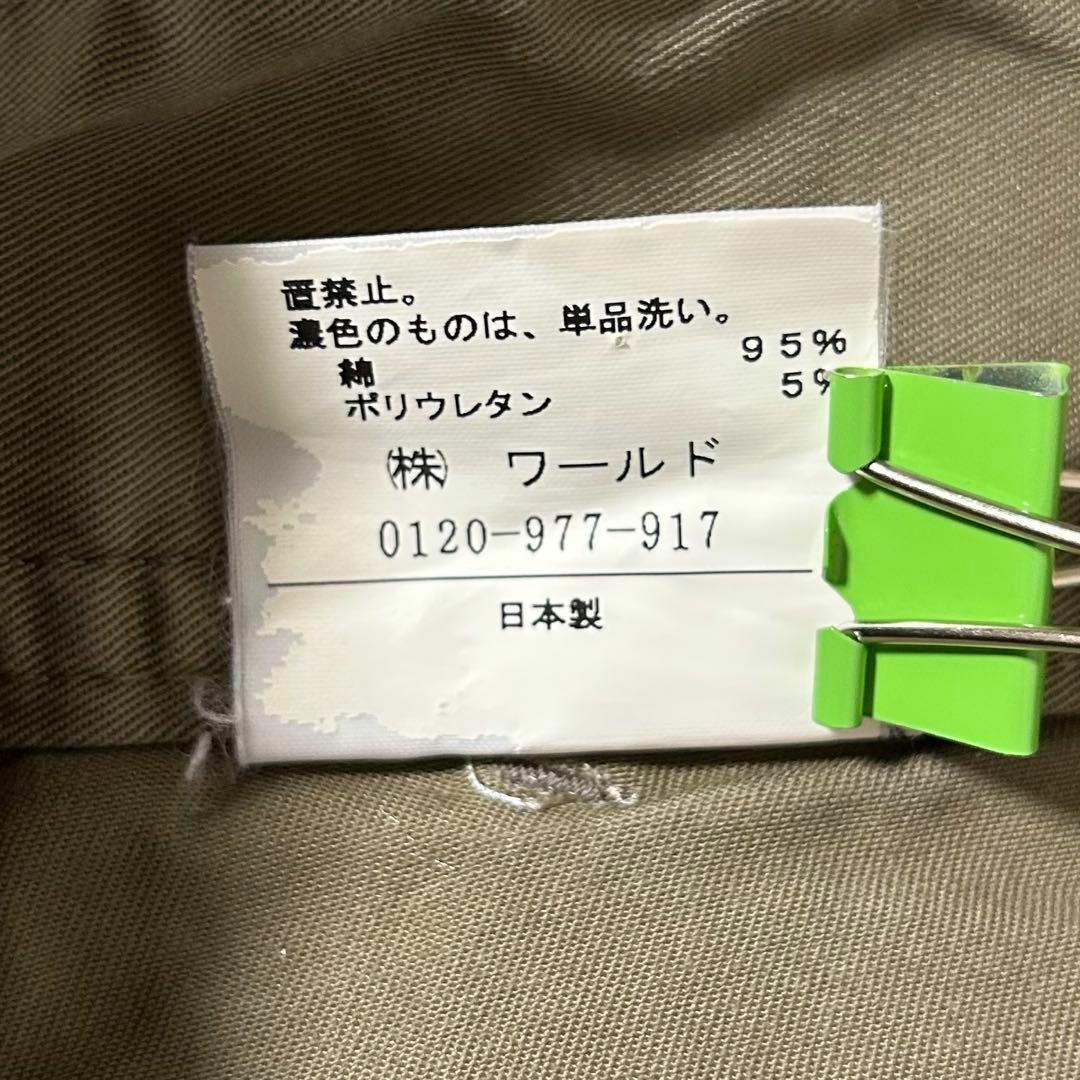 置禁止。
濃色のものは、単品洗い。
綿 95%
ポリウレタン 5%
㈱ ワールド
0120-977-917
日本製